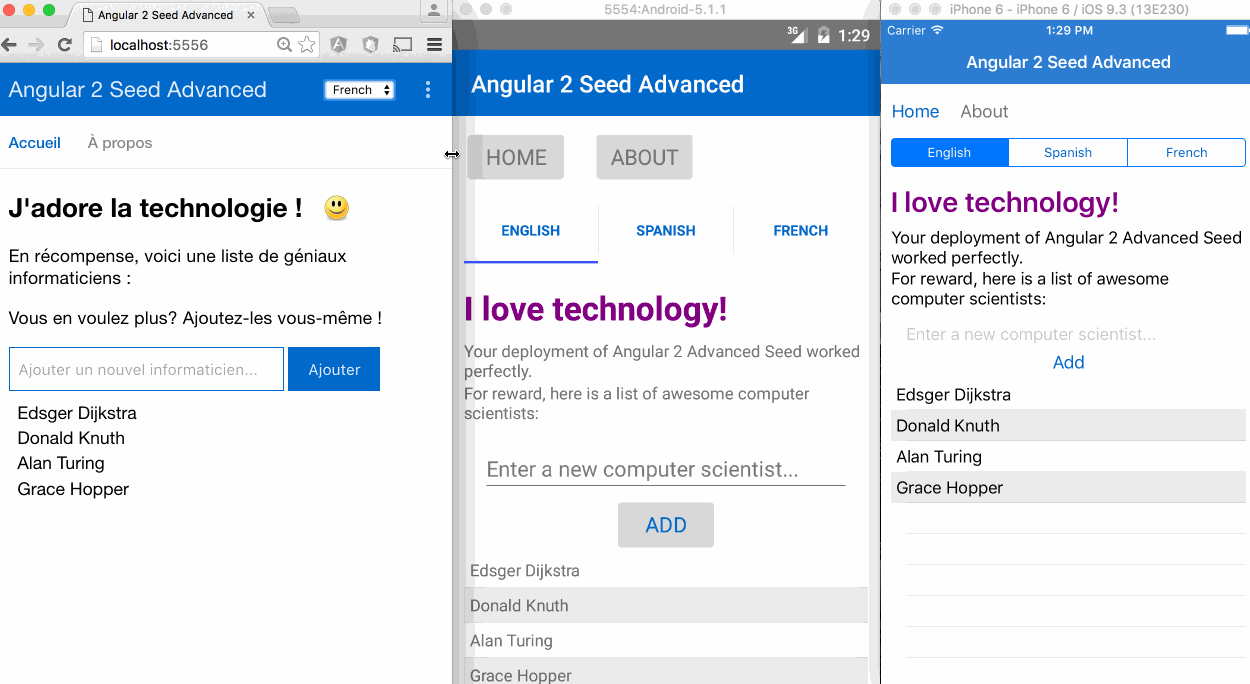 Angular 2 Seed Advanced
localhost:5556
Angular 2 Seed Advanced
French
Accueil
À propos
J'adore la technologie !
En récompense, voici une liste de géniaux
informaticiens :
Vous en voulez plus? Ajoutez-les vous-même !
Ajouter un nouvel informaticien...
Ajouter
Edsger Dijkstra
Donald Knuth
Alan Turing
Grace Hopper
5554:Android-5.1.1
3G 1:29
Angular 2 Seed Advanced
HOME
ABOUT
ENGLISH
SPANISH
FRENCH
I love technology!
Your deployment of Angular 2 Advanced Seed worked
perfectly.
For reward, here is a list of awesome computer
scientists:
Enter a new computer scientist...
ADD
Edsger Dijkstra
Donald Knuth
Alan Turing
Grace Hopper
iPhone 6 - iPhone 6 / iOS 9.3 (13E230)
Carrier 1:29 PM
Angular 2 Seed Advanced
Home
About
English
Spanish
French
I love technology!
Your deployment of Angular 2 Advanced Seed
worked perfectly.
For reward, here is a list of awesome
computer scientists:
Enter a new computer scientist...
Add
Edsger Dijkstra
Donald Knuth
Alan Turing
Grace Hopper